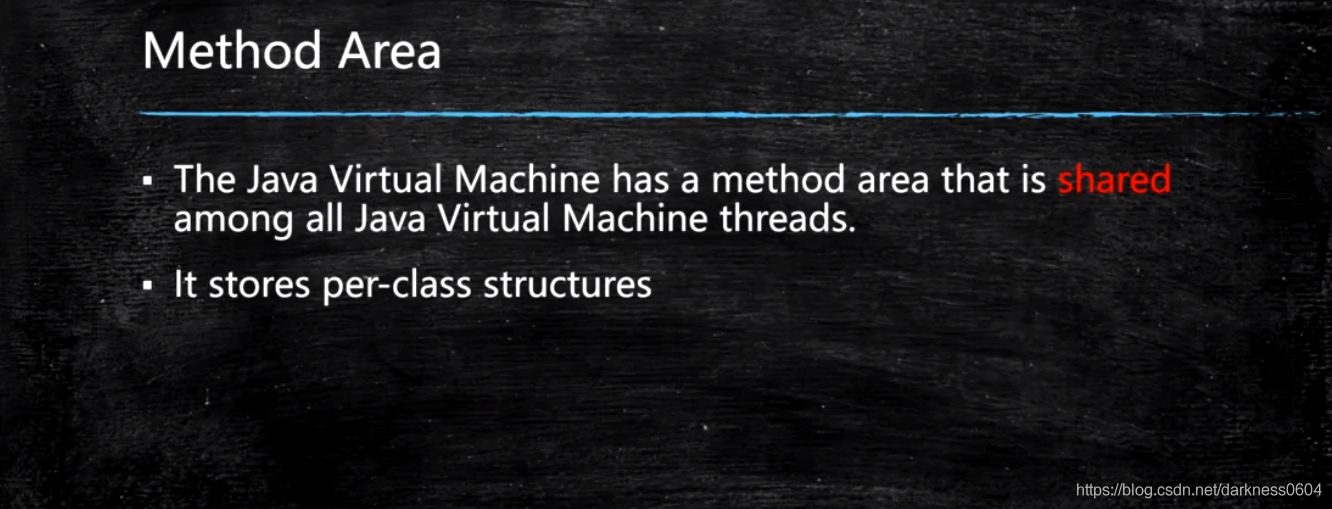 Method Area
▪ The Java Virtual Machine has a method area that is shared
among all Java Virtual Machine threads.
▪ It stores per-class structures
https://blog.csdn.net/darkness0604